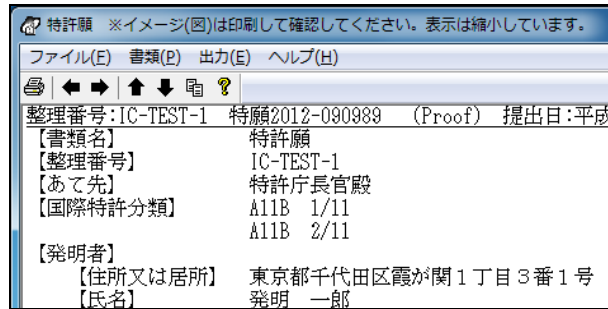 特許願 ※イメージ(図)は印刷して確認してください。表示は縮小しています。
ファイル(F) 書類(P) 出力(E) ヘルプ(H)
整理番号:IC-TEST-1 特願2012-090989 (Proof) 提出日:平成
【書類名】 特許願
【整理番号】 IC-TEST-1
【あて先】 特許庁長官殿
【国際特許分類】 A11B 1/11
A11B 2/11
【発明者】
【住所又は居所】 東京都千代田区霞が関1丁目3番1号
【氏名】 発明 一郎